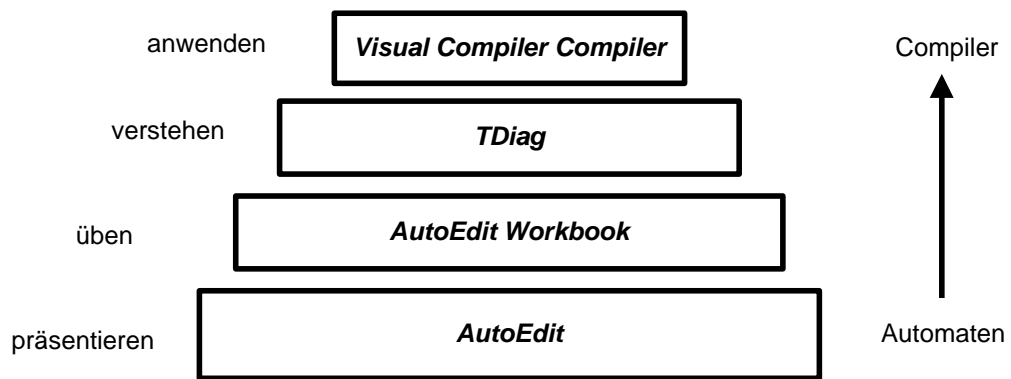 anwenden Visual Compiler Compiler Compiler
verstehen TDiag
üben AutoEdit Workbook
präsentieren AutoEdit Automaten